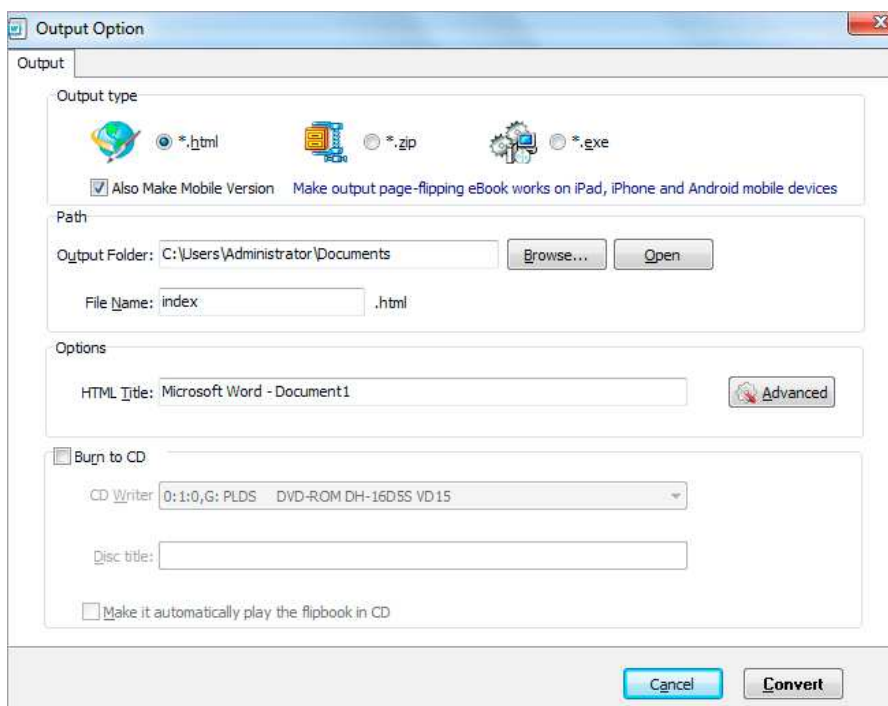 Output Option
Output
Output type
*.html *.zip *.exe
Also Make Mobile Version Make output page-flipping eBook works on iPad, iPhone and Android mobile devices
Path
Output Folder: C:\Users\Administrator\Documents Browse... Open
File Name: index .html
Options
HTML Title: Microsoft Word - Document1 Advanced
Burn to CD
CD Writer 0:1:0,G: PLDS DVD-ROM DH-16D5S VD15
Disc title:
Make it automatically play the flipbook in CD
Cancel Convert